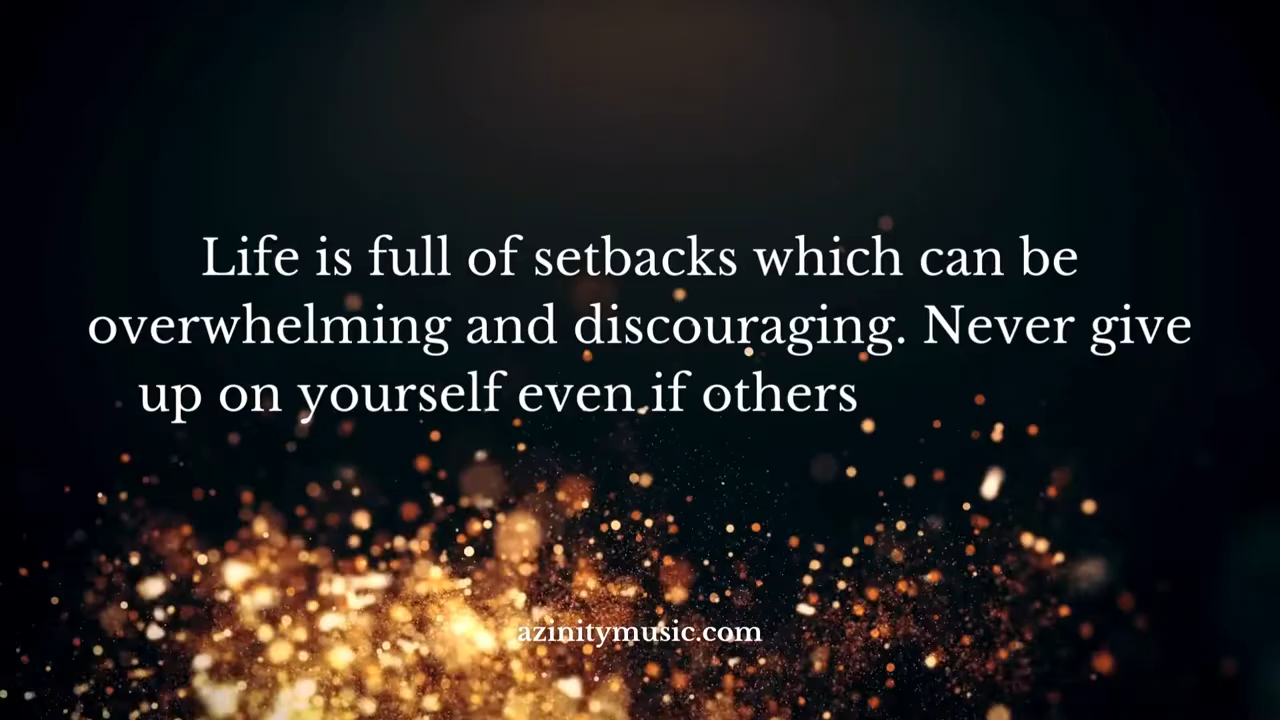 Life is full of setbacks which can be
overwhelming and discouraging. Never give
up on yourself even if others
azinitymusic.com